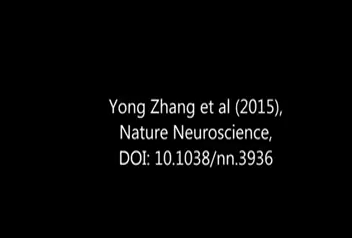 Yong Zhang et al (2015),
Nature Neuroscience,
DOI: 10.1038/nn.3936